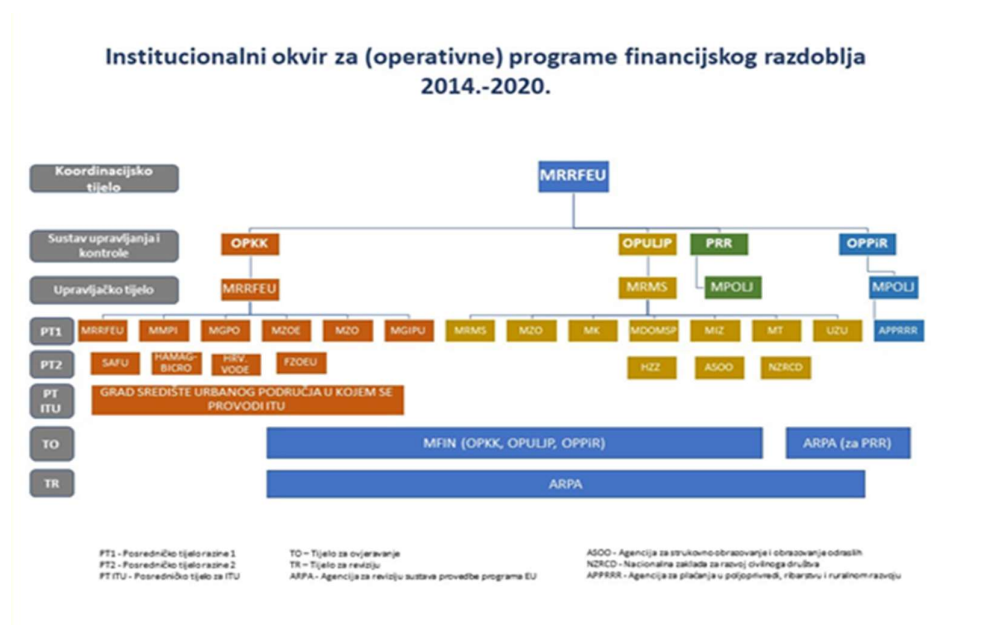 Institucionalni okvir za (operativne) programe financijskog razdoblja
2014.-2020.
Koordinacijsko
tijelo
MRRFEU
Sustav upravljanja i
kontrole
OPKK
OPULJP
PRR
OPPiR
Upravljačko tijelo
MRRFEU
MRMS
MPOLJ
MPOLJ
PT1
MRRFEU
MMPI
MGPO
MZOE
MZO
MGIPU
MRMS
MZO
MK
MDOMSP
MIZ
MT
UZU
APPRRR
PT2
SAFU
HAMAG-
BICRO
HRV.
VODE
FZOEU
HZZ
ASOO
NZRCD
PT
ITU
GRAD SREDIŠTE URBANOG PODRUČJA U KOJEM SE
PROVODI ITU
TO
MFIN (OPKK, OPULJP, OPPiR)
ARPA (za PRR)
TR
ARPA
PT1 - Posredničko tijelo razine 1
PT2 - Posredničko tijelo razine 2
PT ITU - Posredničko tijelo za ITU
TO – Tijelo za ovjeravanje
TR – Tijelo za reviziju
ARPA - Agencija za reviziju sustava provedbe programa EU
ASOO - Agencija za strukovno obrazovanje i obrazovanje odraslih
NZRCD - Nacionalna zaklada za razvoj civilnoga društva
APPRRR - Agencija za plaćanja u poljoprivredi, ribarstvu i ruralnom razvoju